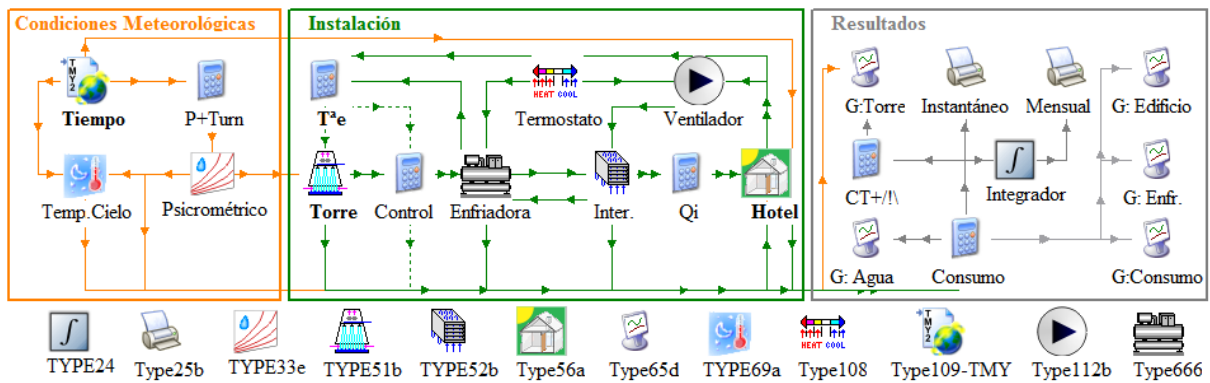 Condiciones Meteorológicas
Instalación
Resultados
TMY2
HEAT COOL
Tiempo
P+Turn
Tªe
Termostato
Ventilador
G:Torre
Instantáneo
Mensual
G: Edificio
Temp.Cielo
Psicrométrico
Torre
Control
Enfriadora
Inter.
Qi
Hotel
CT+/!\
Integrador
G: Enfr.
G: Agua
Consumo
G:Consumo
HEAT COOL
TMY2
TYPE24
Type25b
TYPE33e
TYPE51b
TYPE52b
Type56a
Type65d
TYPE69a
Type108
Type109-TMY
Type112b
Type666